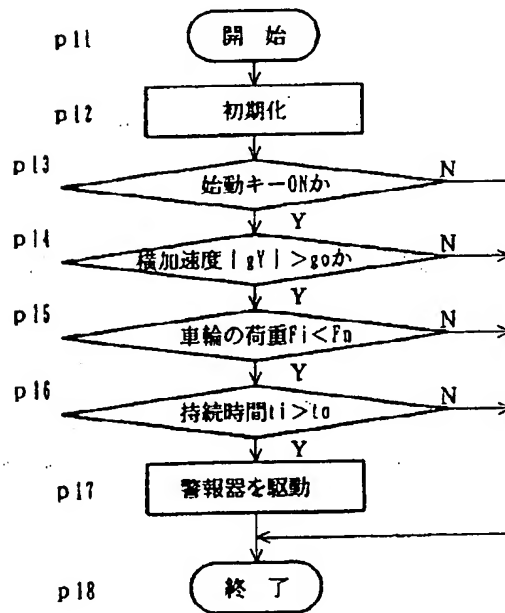 p11 開 始
p12 初期化
p13 始動キーONか N
Y
p14 横加速度|gY|>goか N
Y
p15 車輪の荷重Fi<Fn N
Y
p16 持続時間ti>to N
Y
p17 警報器を駆動
p18 終 了